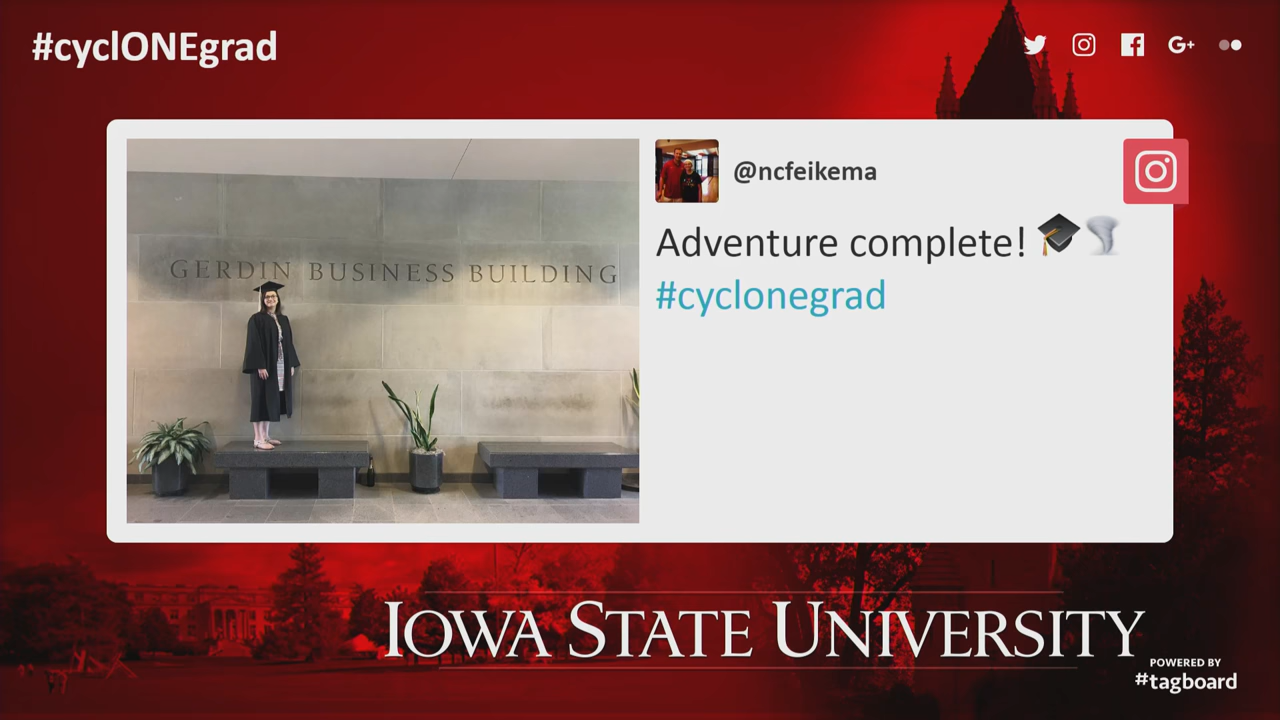 #cyclONEgrad
G+
@ncfeikema
Adventure complete! 🎓🌪
#cyclonegrad
GERDIN BUSINESS BUILDING
IOWA STATE UNIVERSITY
POWERED BY
#tagboard